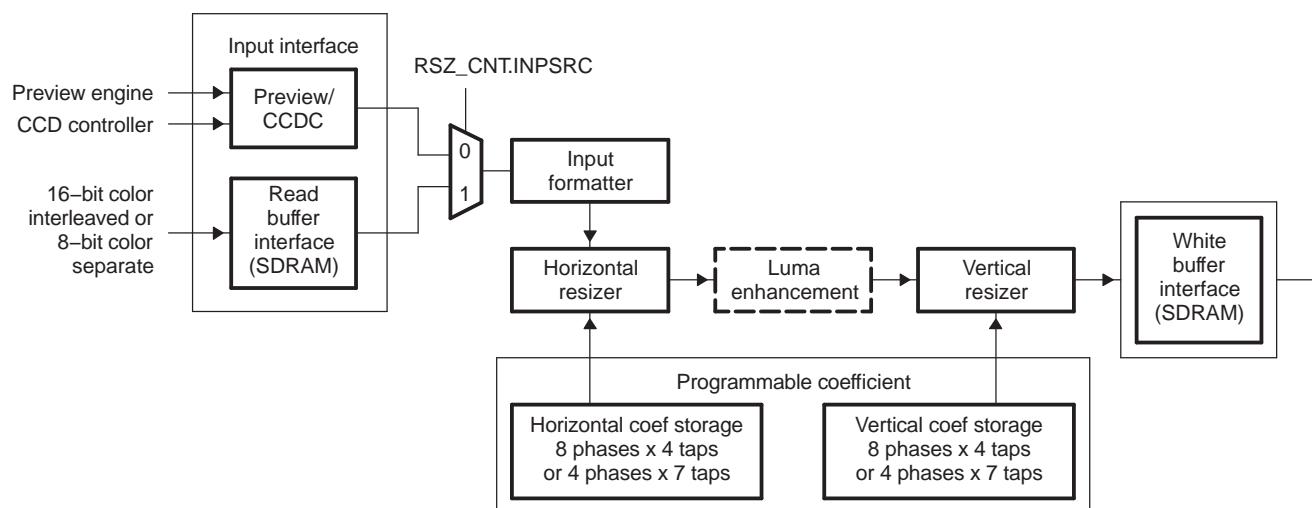 Input interface
RSZ_CNT.INPSRC
Preview engine
CCD controller
Preview/
CCDC
0
1
Input
formatter
16−bit color
interleaved or
8−bit color
separate
Read
buffer
interface
(SDRAM)
Horizontal
resizer
Luma
enhancement
Vertical
resizer
White
buffer
interface
(SDRAM)
Programmable coefficient
Horizontal coef storage
8 phases x 4 taps
or 4 phases x 7 taps
Vertical coef storage
8 phases x 4 taps
or 4 phases x 7 taps